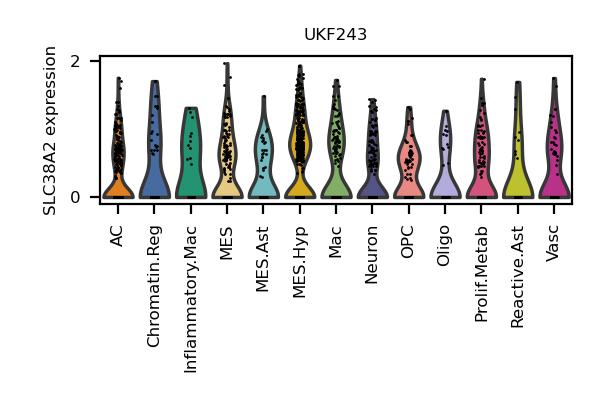 UKF243
SLC38A2 expression
2
0
AC
Chromatin.Reg
Inflammatory.Mac
MES
MES.Ast
MES.Hyp
Mac
Neuron
OPC
Oligo
Prolif.Metab
Reactive.Ast
Vasc